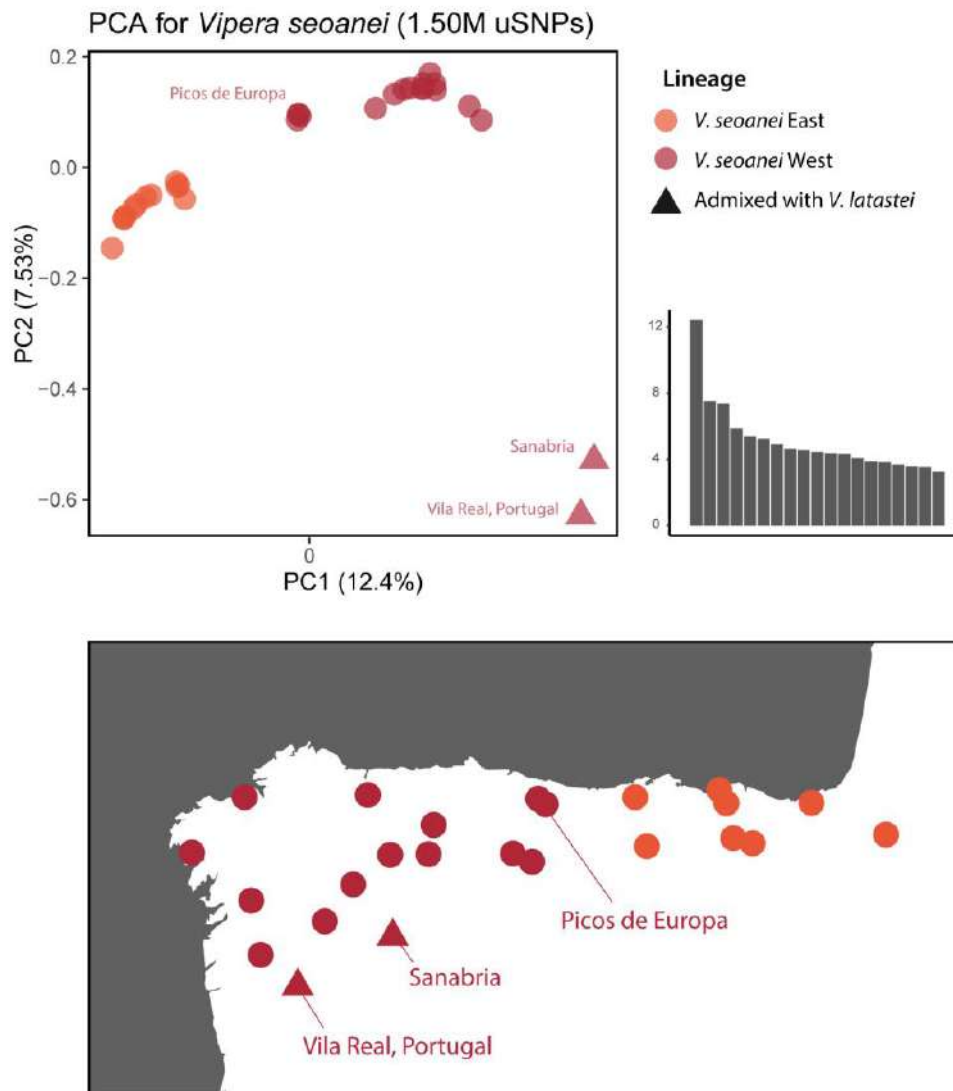 PCA for Vipera seoanei (1.50M uSNPs)
0.2
0.0
−0.2
−0.4
−0.6
PC2 (7.53%)
Picos de Europa
Sanabria
Vila Real, Portugal
0
PC1 (12.4%)
Lineage
V. seoanei East
V. seoanei West
Admixed with V. latastei
12
8
4
0
Picos de Europa
Sanabria
Vila Real, Portugal